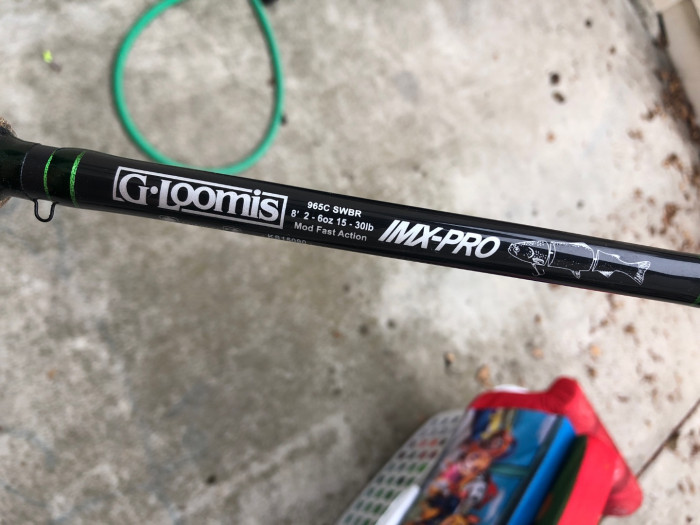 G·Loomis
965C SWBR
8' 2 - 6oz 15 - 30lb
Mod Fast Action
IMX-PRO